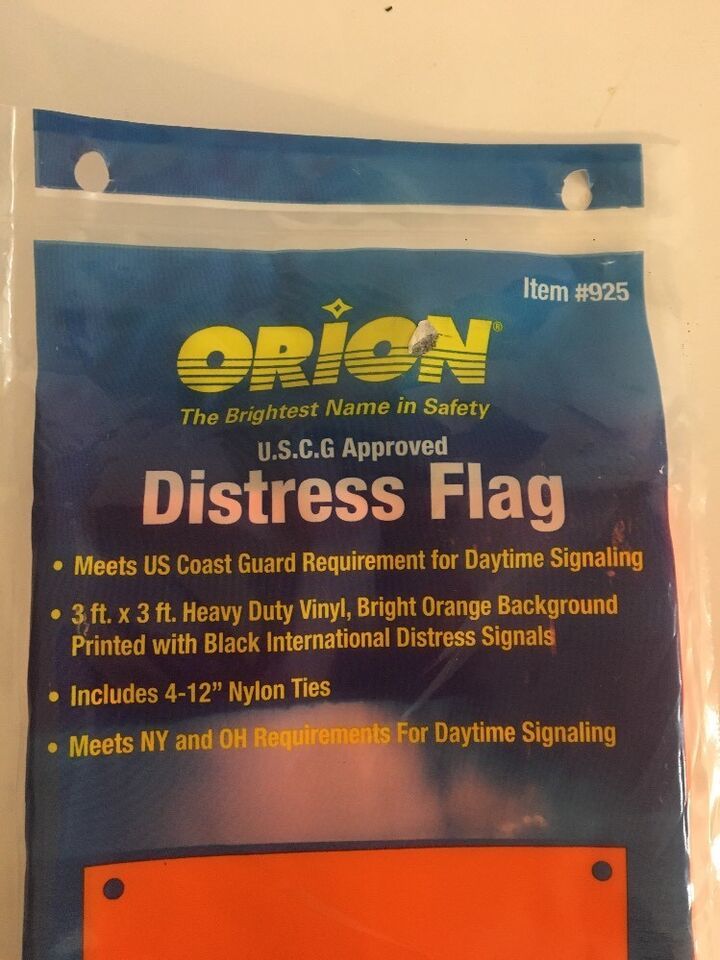 Item #925
ORION®
The Brightest Name in Safety
U.S.C.G Approved
Distress Flag
• Meets US Coast Guard Requirement for Daytime Signaling
• 3 ft. x 3 ft. Heavy Duty Vinyl, Bright Orange Background
Printed with Black International Distress Signals
• Includes 4-12” Nylon Ties
• Meets NY and OH Requirements For Daytime Signaling